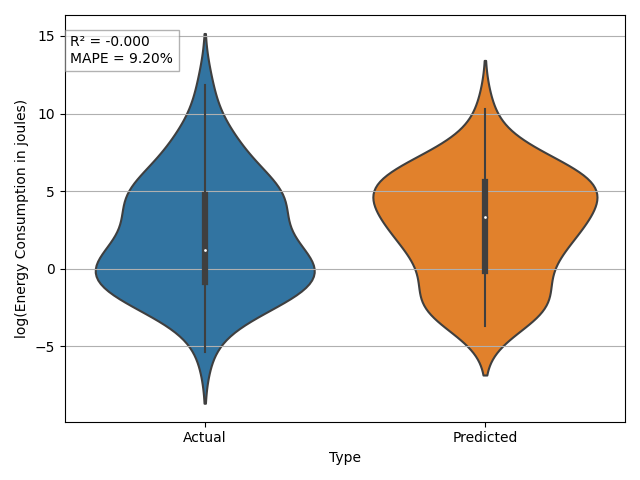 R² = -0.000
MAPE = 9.20%
log(Energy Consumption in joules)
15
10
5
0
−5
Actual
Predicted
Type